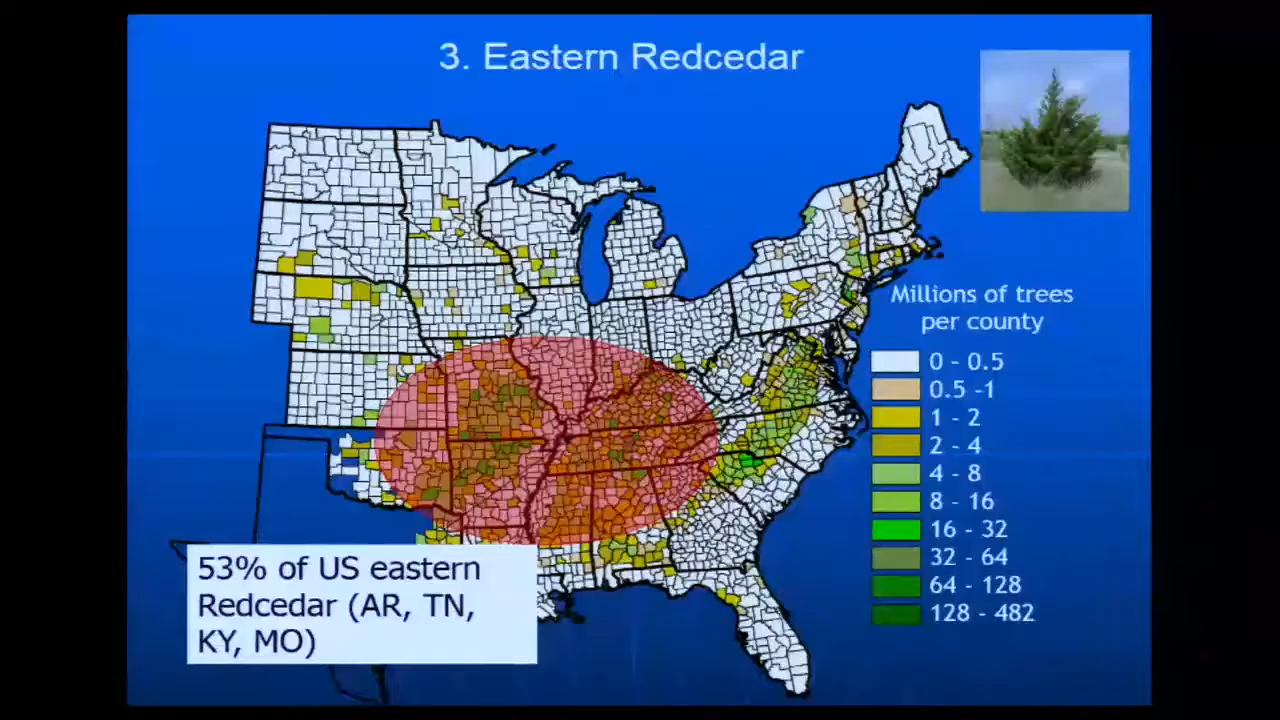 3. Eastern Redcedar
Millions of trees
per county
0 - 0.5
0.5 -1
1 - 2
2 - 4
4 - 8
8 - 16
16 - 32
32 - 64
64 - 128
128 - 482
53% of US eastern
Redcedar (AR, TN,
KY, MO)